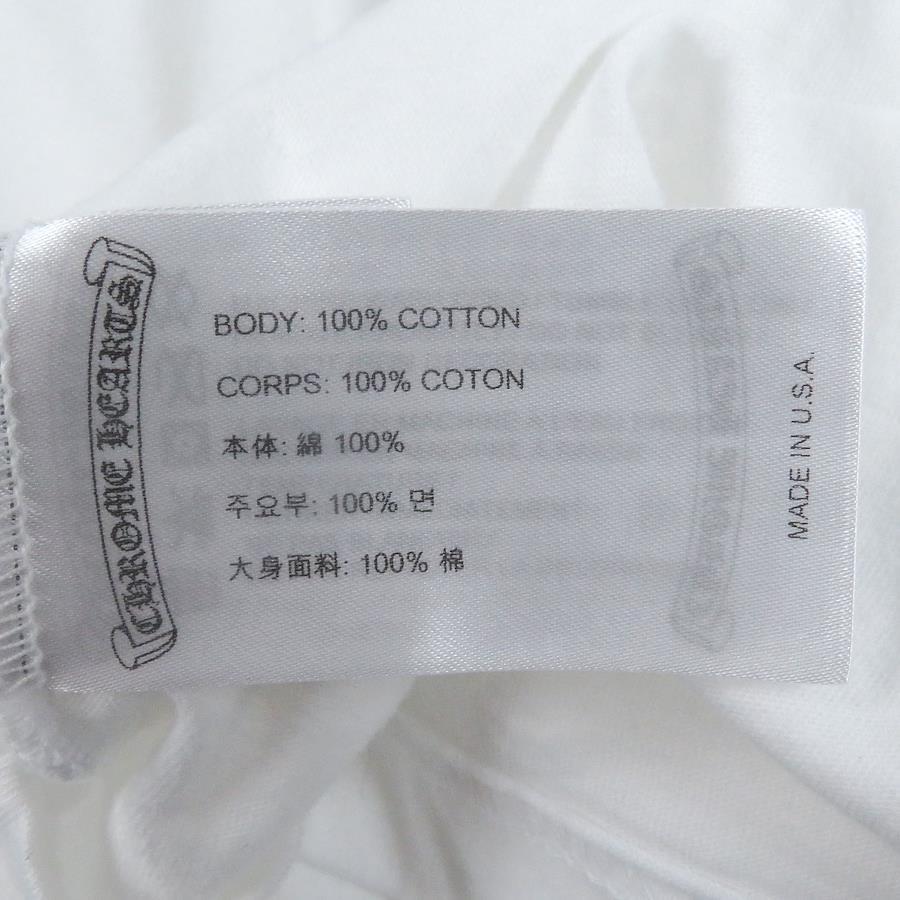 CHROME HEARTS
BODY: 100% COTTON
CORPS: 100% COTON
本体: 綿 100%
주요부: 100% 면
大身面料: 100% 棉
MADE IN U.S.A.